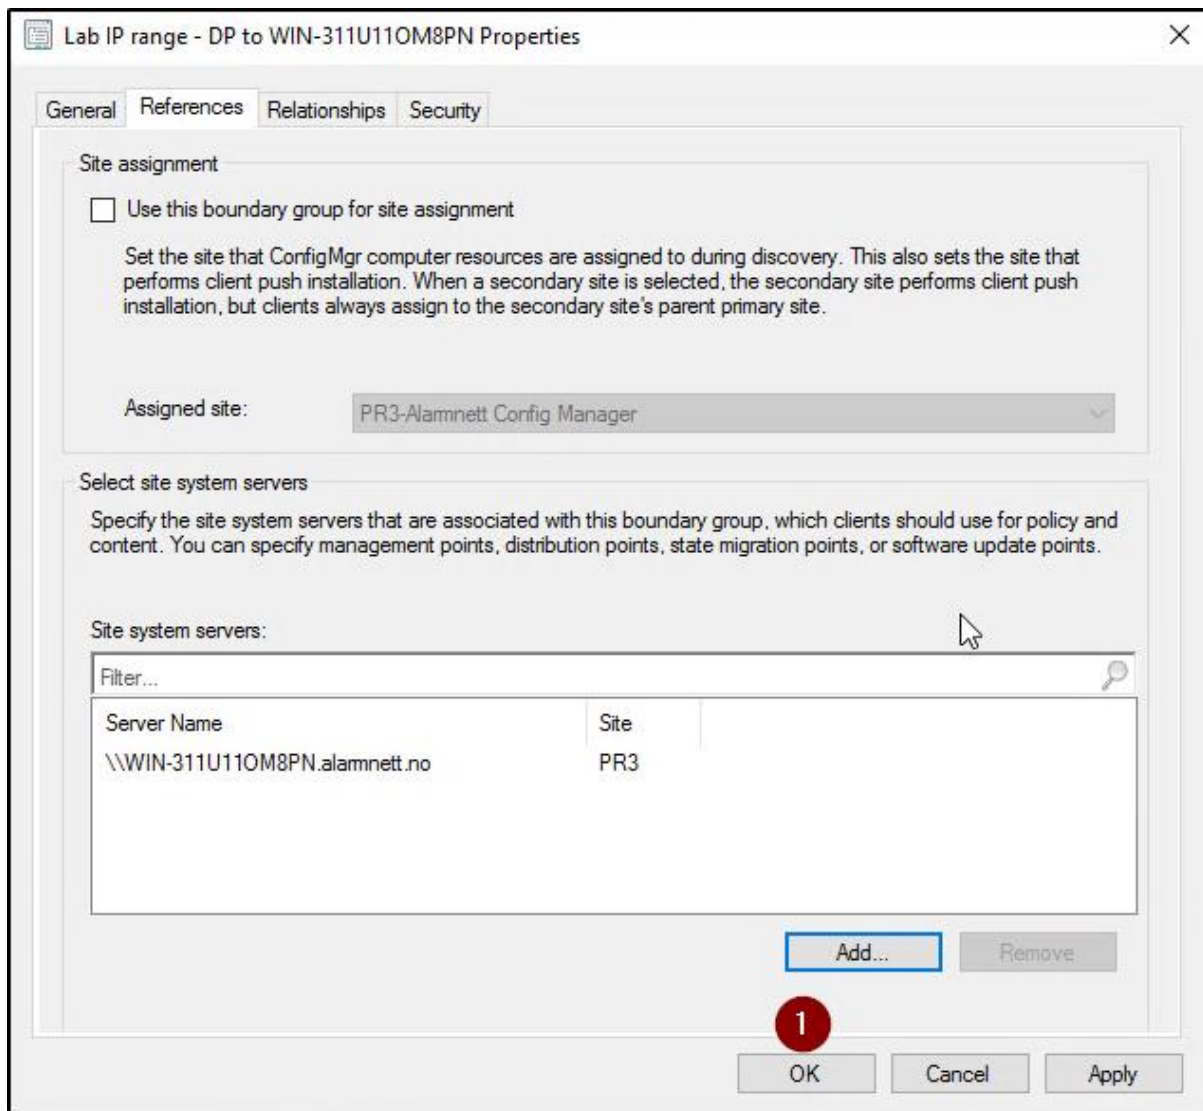 Lab IP range - DP to WIN-311U11OM8PN Properties
General References Relationships Security
Site assignment
Use this boundary group for site assignment
Set the site that ConfigMgr computer resources are assigned to during discovery. This also sets the site that
performs client push installation. When a secondary site is selected, the secondary site performs client push
installation, but clients always assign to the secondary site's parent primary site.
Assigned site: PR3-Alamnett Config Manager
Select site system servers
Specify the site system servers that are associated with this boundary group, which clients should use for policy and
content. You can specify management points, distribution points, state migration points, or software update points.
Site system servers:
Filter...
Server Name Site
\\WIN-311U11OM8PN.alamnett.no PR3
Add... Remove
1
OK Cancel Apply